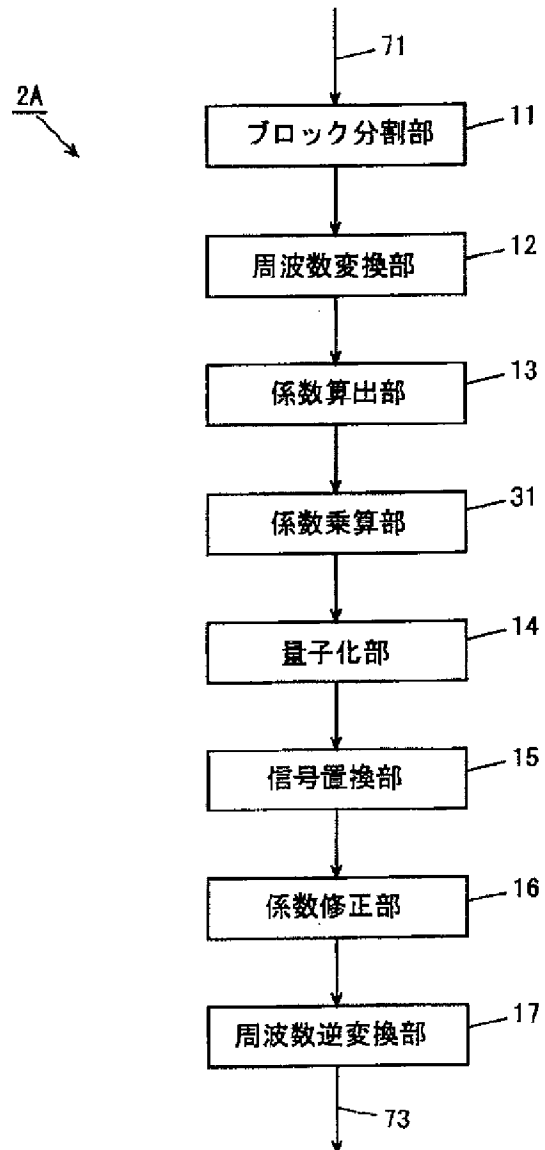 71
2A
ブロック分割部
11
周波数変換部
12
係数算出部
13
係数乗算部
31
量子化部
14
信号置換部
15
係数修正部
16
周波数逆変換部
17
73